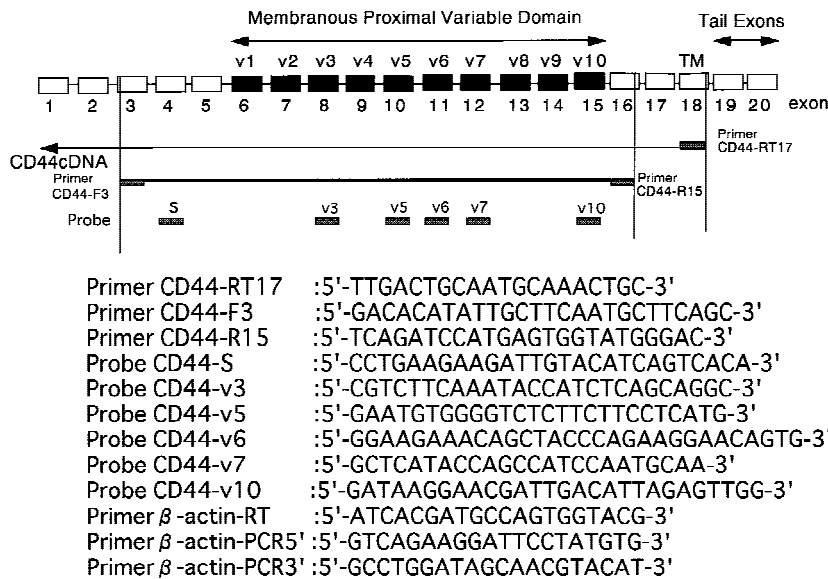 Membranous Proximal Variable Domain
Tail Exons
v1 v2 v3 v4 v5 v6 v7 v8 v9 v10 TM
1 2 3 4 5 6 7 8 9 10 11 12 13 14 15 16 17 18 19 20 exon
Primer
CD44-RT17
CD44cDNA
Primer
CD44-F3
Primer
CD44-R15
Probe S v3 v5 v6 v7 v10
Primer CD44-RT17 :5'-TTGACTGCAATGCAAACTGC-3'
Primer CD44-F3 :5'-GACACATATTGCTTCAATGCTTCAGC-3'
Primer CD44-R15 :5'-TCAGATCCATGAGTGGTATGGGAC-3'
Probe CD44-S :5'-CCTGAAGAAGATTGTACATCAGTCACA-3'
Probe CD44-v3 :5'-CGTCTTCAAATACCATCTCAGCAGGC-3'
Probe CD44-v5 :5'-GAATGTGGGGTCTCTTCTTCCTCATG-3'
Probe CD44-v6 :5'-GGAAGAAACAGCTACCCAGAAGGAACAGTG-3'
Probe CD44-v7 :5'-GCTCATACCAGCCATCCAATGCAA-3'
Probe CD44-v10 :5'-GATAAGGAACGATTGACATTAGAGTTGG-3'
Primer β-actin-RT :5'-ATCACGATGCCAGTGGTACG-3'
Primer β-actin-PCR5' :5'-GTCAGAAGGATTCCTATGTG-3'
Primer β-actin-PCR3' :5'-GCCTGGATAGCAACGTACAT-3'